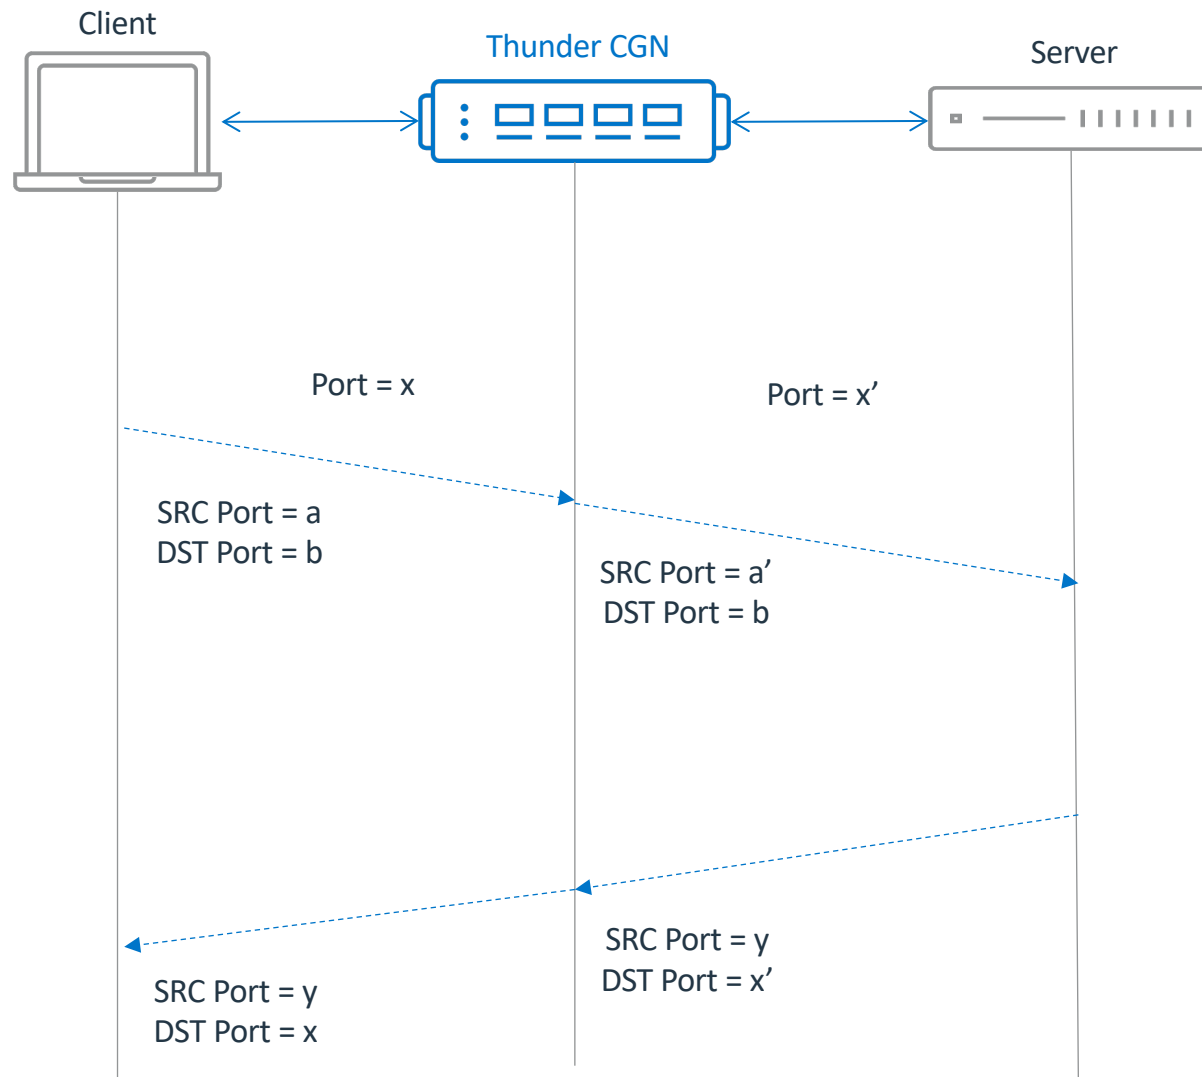 Client
Thunder CGN
Server
Port = x
Port = x’
SRC Port = a
DST Port = b
SRC Port = a’
DST Port = b
SRC Port = y
DST Port = x’
SRC Port = y
DST Port = x